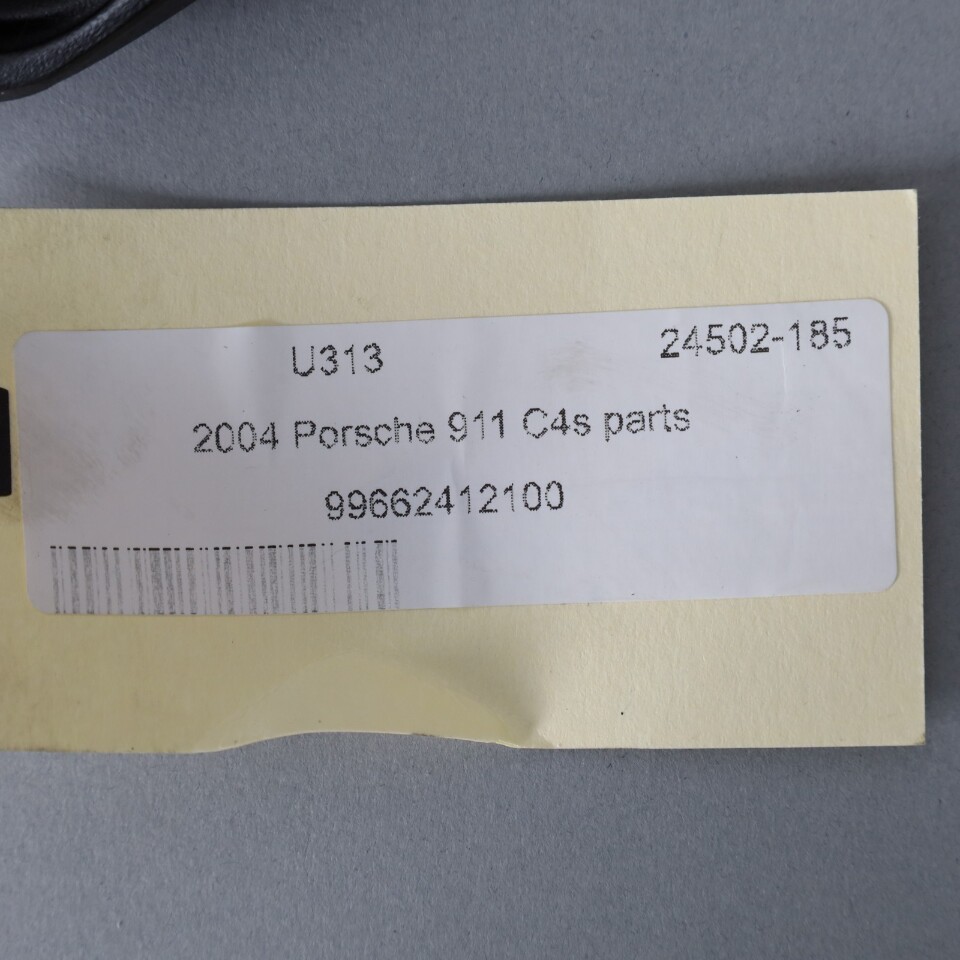 U313 24502-185
2004 Porsche 911 C4s parts
99662412100